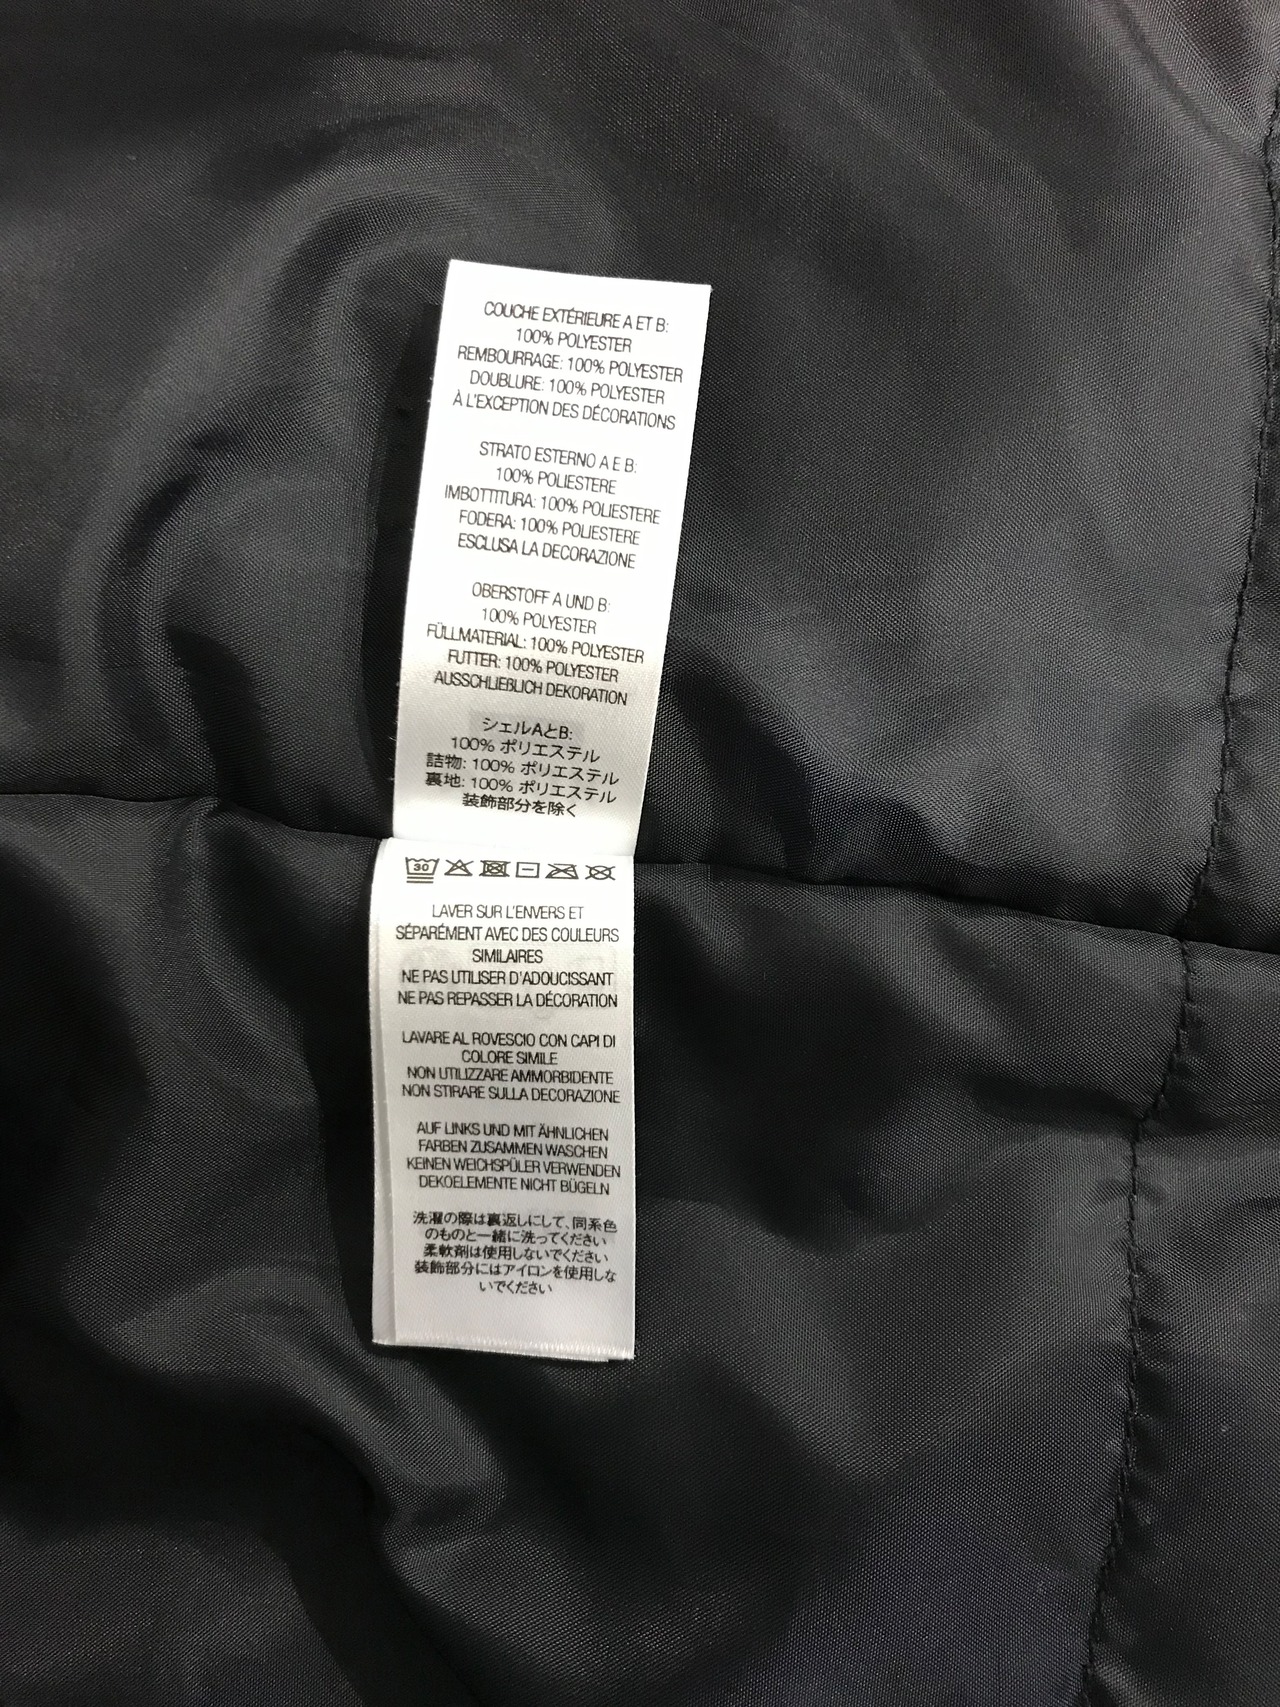 COUCHE EXTÉRIEURE A ET B:
100% POLYESTER
REMBOURRAGE: 100% POLYESTER
DOUBLURE: 100% POLYESTER
À L'EXCEPTION DES DÉCORATIONS
STRATO ESTERNO A E B:
100% POLIESTERE
IMBOTTITURA: 100% POLIESTERE
FODERA: 100% POLIESTERE
ESCLUSA LA DECORAZIONE
OBERSTOFF A UND B:
100% POLYESTER
FÜLLMATERIAL: 100% POLYESTER
FUTTER: 100% POLYESTER
AUSSCHLIEßLICH DEKORATION
シェルAとB:
100% ポリエステル
詰物: 100% ポリエステル
裏地: 100% ポリエステル
装飾部分を除く
30
LAVER SUR L'ENVERS ET
SÉPARÉMENT AVEC DES COULEURS
SIMILAIRES
NE PAS UTILISER D'ADOUCISSANT
NE PAS REPASSER LA DÉCORATION
LAVARE AL ROVESCIO CON CAPI DI
COLORE SIMILE
NON UTILIZZARE AMMORBIDENTE
NON STIRARE SULLA DECORAZIONE
AUF LINKS UND MIT ÄHNLICHEN
FARBEN ZUSAMMEN WASCHEN
KEINEN WEICHSPÜLER VERWENDEN
DEKOELEMENTE NICHT BÜGELN
洗濯の際は裏返しにして、同系色
のものと一緒に洗ってください
柔軟剤は使用しないでください
装飾部分にはアイロンを使用しな
いでください